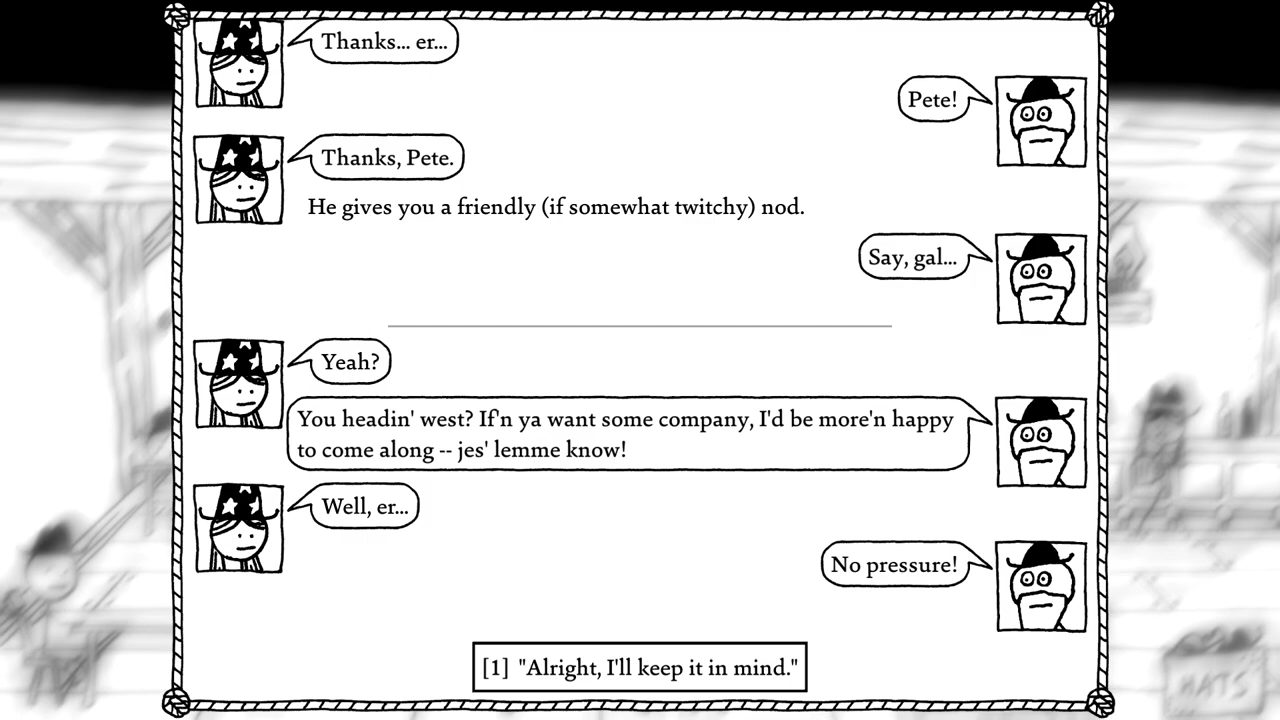 Thanks... er...
Pete!
Thanks, Pete.
He gives you a friendly (if somewhat twitchy) nod.
Say, gal...
Yeah?
You headin' west? If'n ya want some company, I'd be more'n happy
to come along -- jes' lemme know!
Well, er...
No pressure!
[1] "Alright, I'll keep it in mind."
HATS